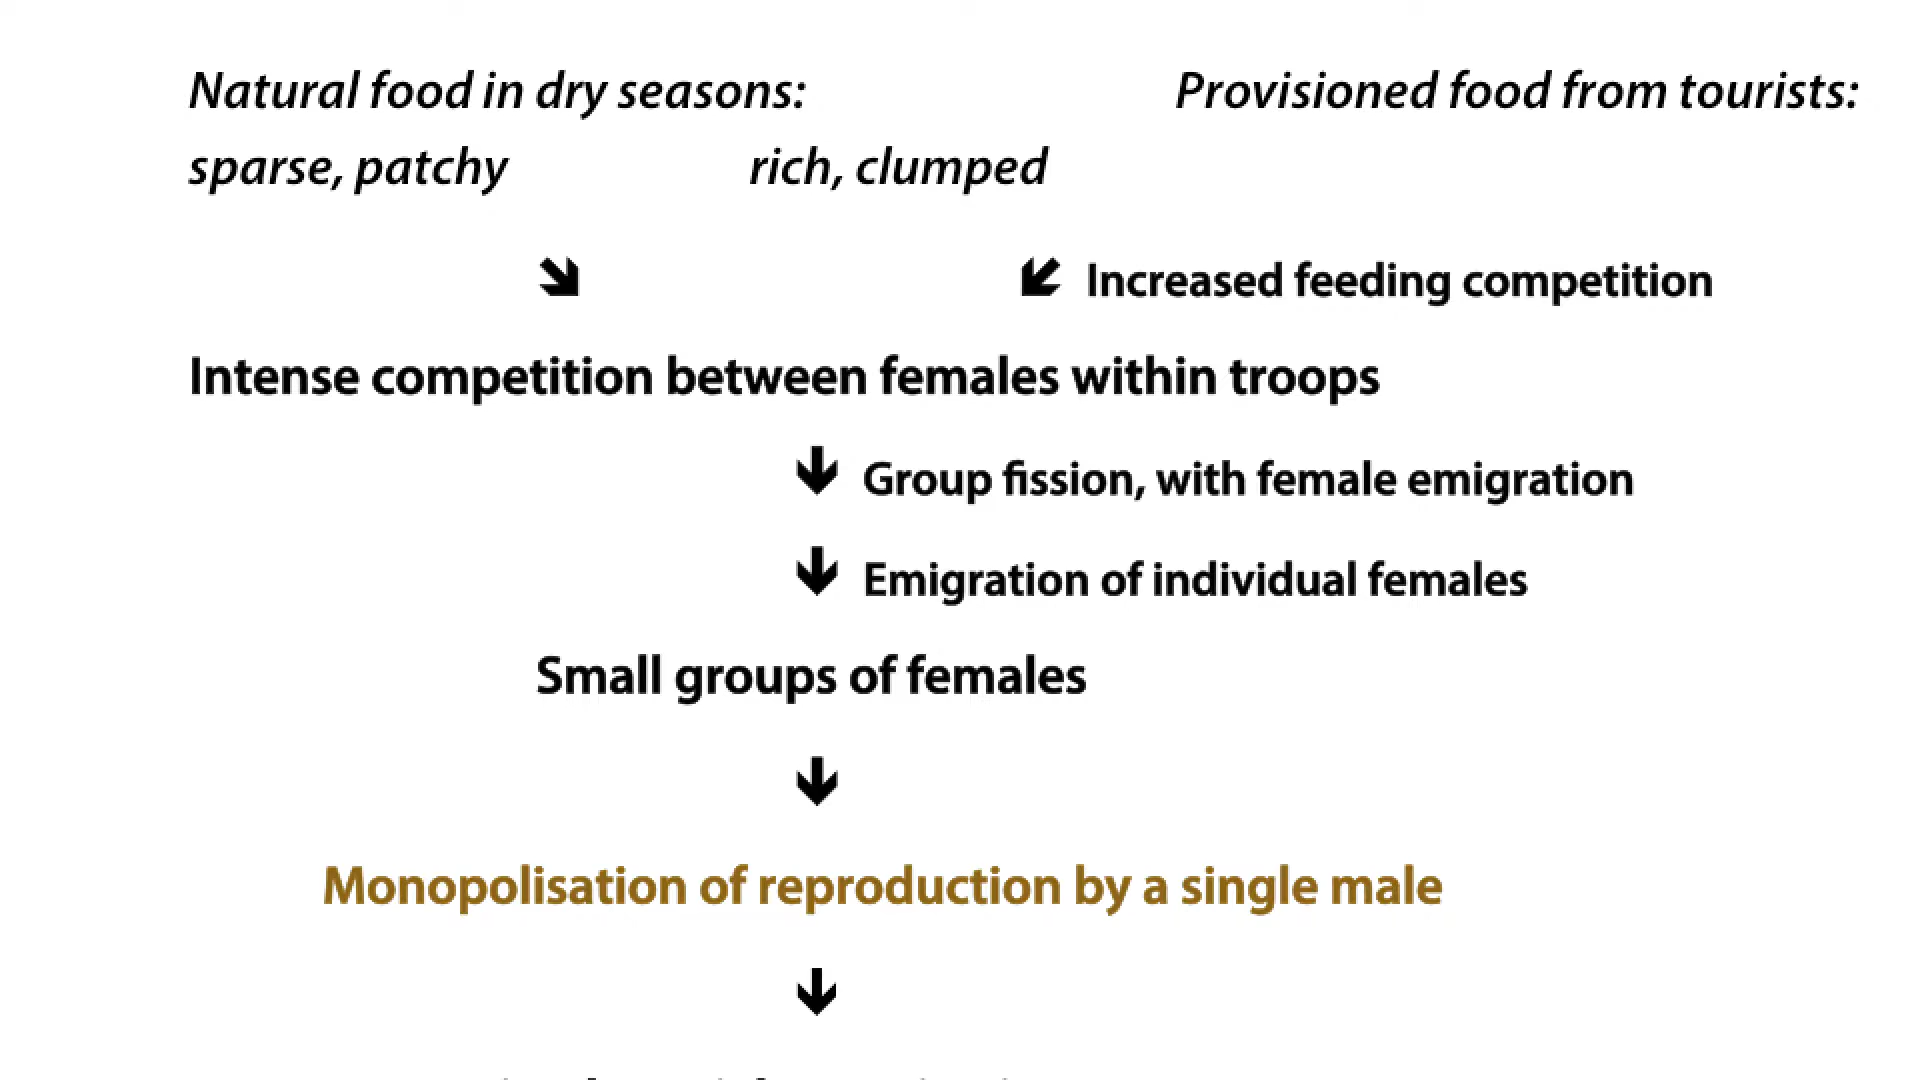 Natural food in dry seasons: Provisioned food from tourists:
sparse, patchy rich, clumped
Increased feeding competition
Intense competition between females within troops
Group fission, with female emigration
Emigration of individual females
Small groups of females
Monopolisation of reproduction by a single male